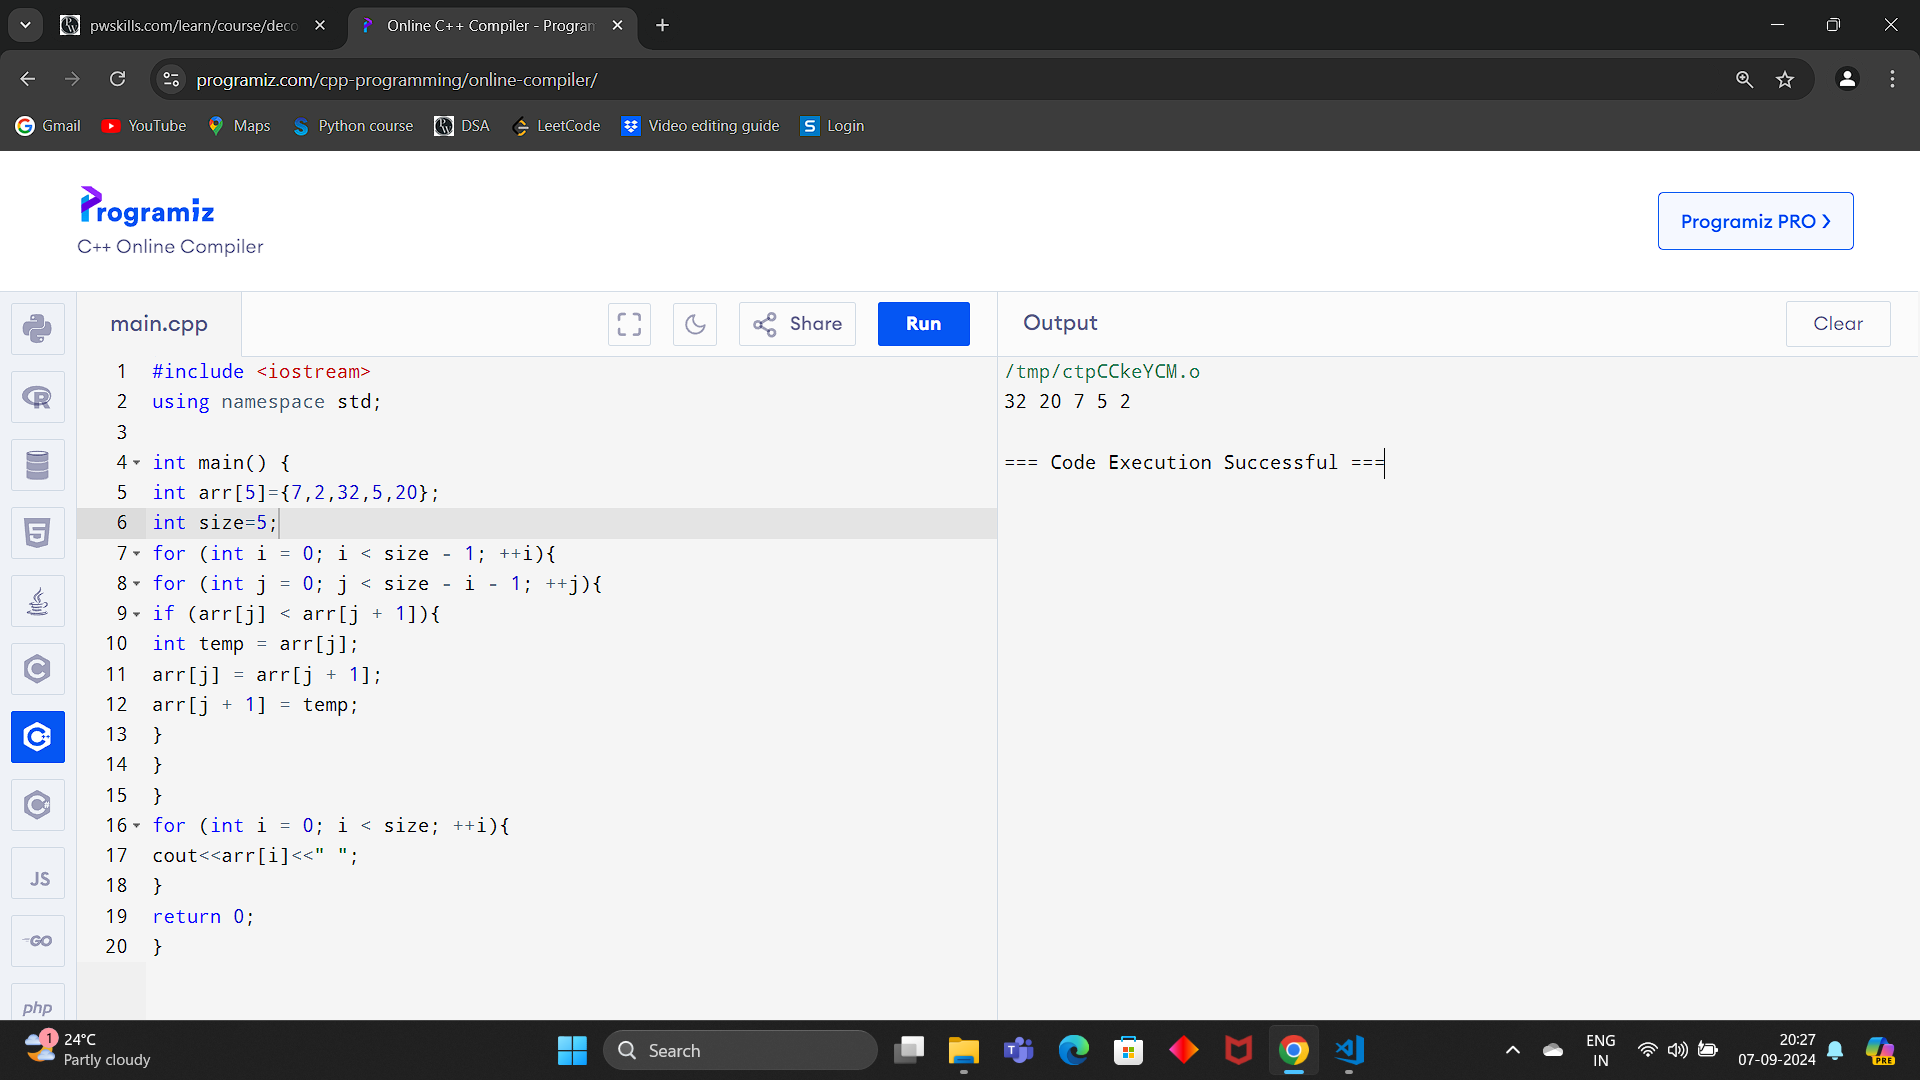 pwskills.com/learn/course/deco
Online C++ Compiler - Program
programiz.com/cpp-programming/online-compiler/
Gmail
YouTube
Maps
Python course
DSA
LeetCode
Video editing guide
Login
Programiz
C++ Online Compiler
Programiz PRO >
main.cpp
Share
Run
Output
Clear
1 #include <iostream>
2 using namespace std;
3
4 int main() {
5 int arr[5]={7,2,32,5,20};
6 int size=5;
7 for (int i = 0; i < size - 1; ++i){
8 for (int j = 0; j < size - i - 1; ++j){
9 if (arr[j] < arr[j + 1]){
10 int temp = arr[j];
11 arr[j] = arr[j + 1];
12 arr[j + 1] = temp;
13 }
14 }
15 }
16 for (int i = 0; i < size; ++i){
17 cout<<arr[i]<<" ";
18 }
19 return 0;
20 }
/tmp/ctpCCkeYCM.o
32 20 7 5 2
=== Code Execution Successful ===
JS
GO
php
1
24°C
Partly cloudy
Search
ENG
IN
20:27
07-09-2024
PRE